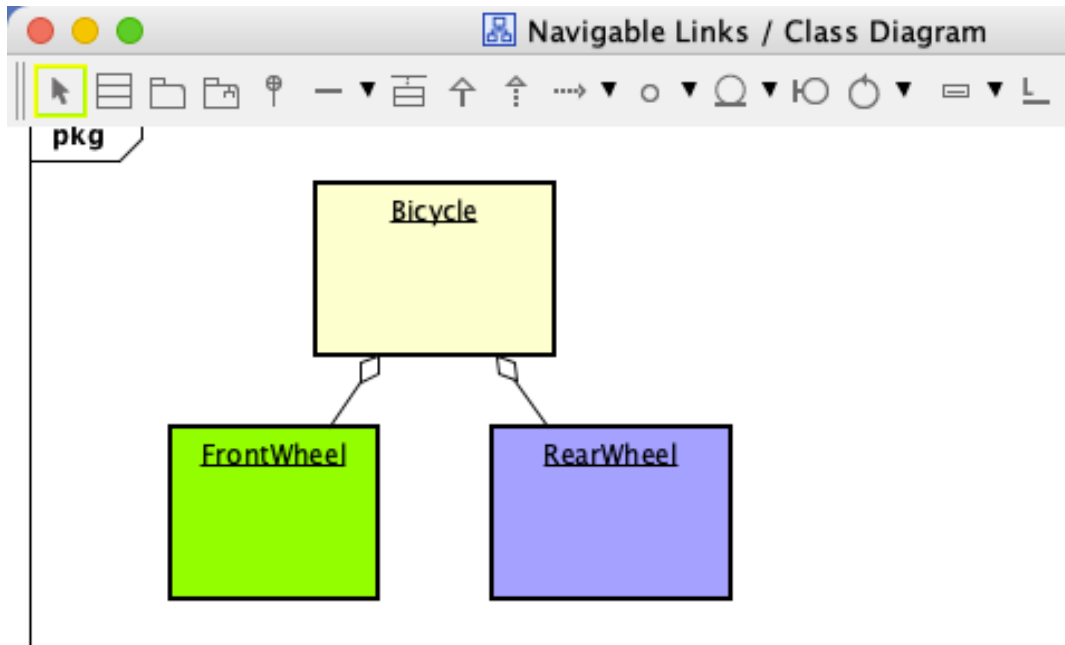 Navigable Links / Class Diagram
pkg
Bicycle
FrontWheel
RearWheel